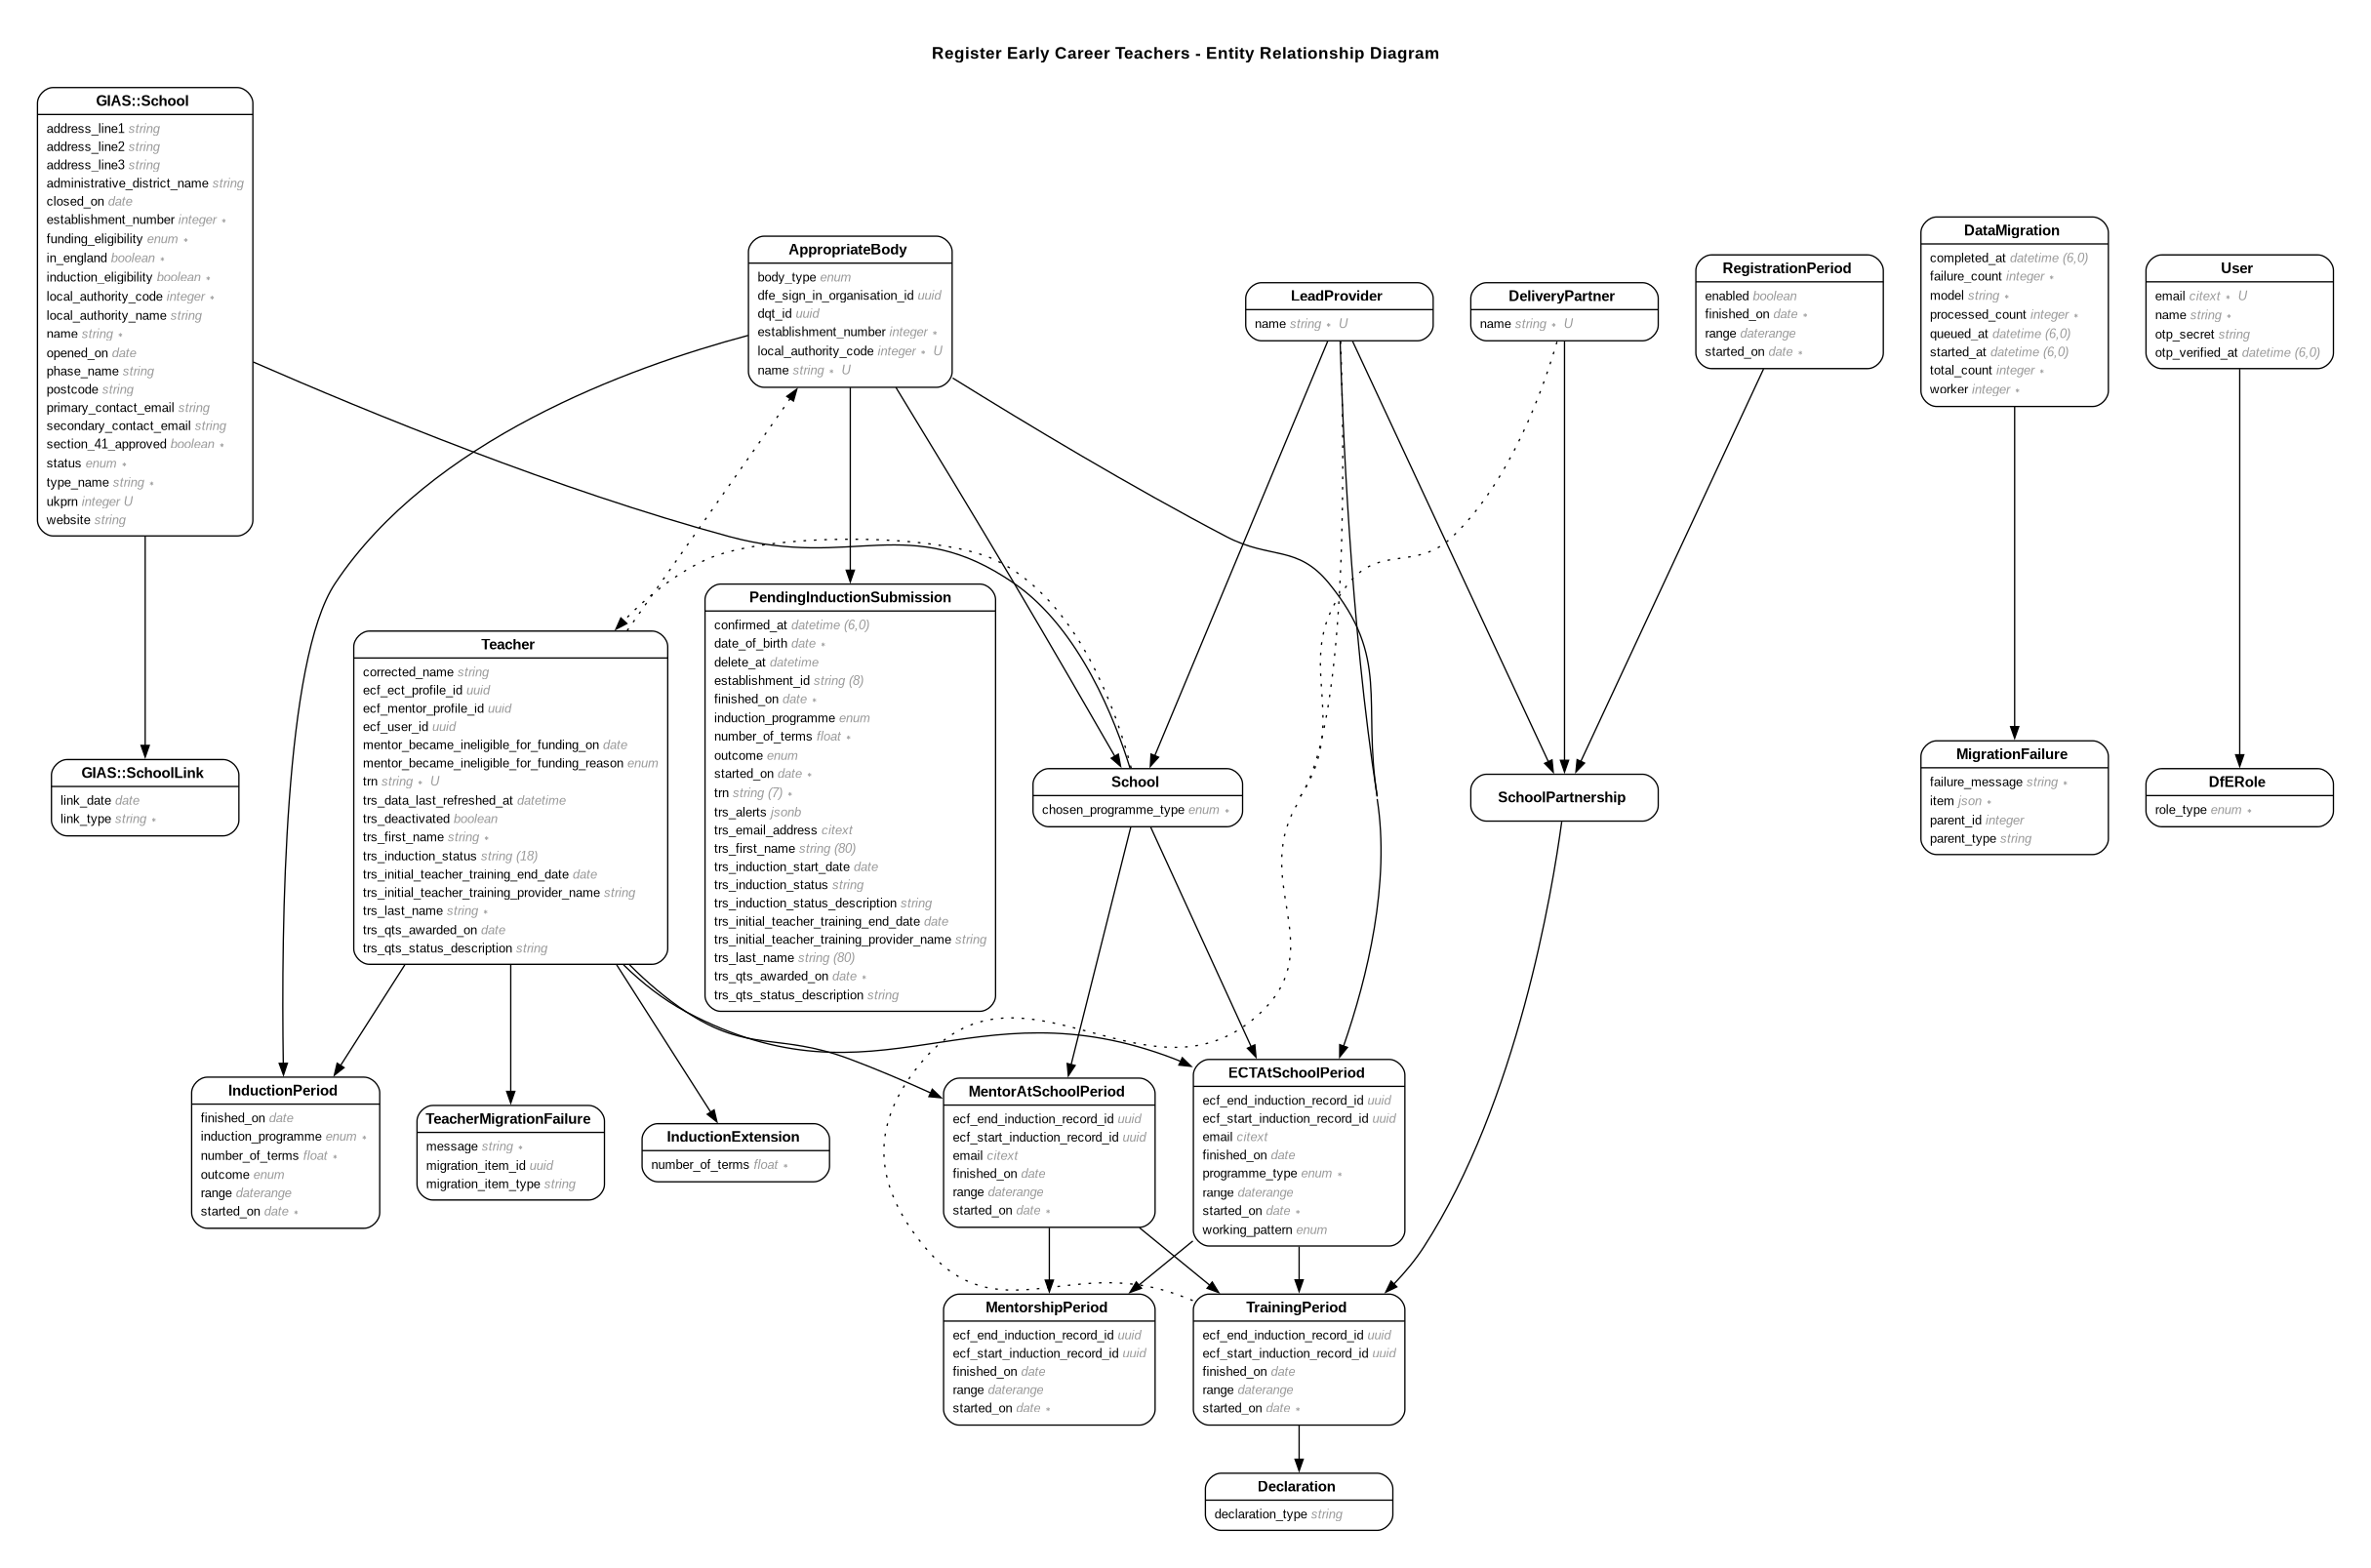 Register Early Career Teachers - Entity Relationship Diagram
GIAS::School
address_line1 string
address_line2 string
address_line3 string
administrative_district_name string
closed_on date
establishment_number integer ∗
funding_eligibility enum ∗
in_england boolean ∗
induction_eligibility boolean ∗
local_authority_code integer ∗
local_authority_name string
name string ∗
opened_on date
phase_name string
postcode string
primary_contact_email string
secondary_contact_email string
section_41_approved boolean ∗
status enum ∗
type_name string ∗
ukprn integer U
website string
AppropriateBody
body_type enum
dfe_sign_in_organisation_id uuid
dqt_id uuid
establishment_number integer ∗
local_authority_code integer ∗ U
name string ∗ U
LeadProvider
name string ∗ U
DeliveryPartner
name string ∗ U
RegistrationPeriod
enabled boolean
finished_on date ∗
range daterange
started_on date ∗
DataMigration
completed_at datetime (6,0)
failure_count integer ∗
model string ∗
processed_count integer ∗
queued_at datetime (6,0)
started_at datetime (6,0)
total_count integer ∗
worker integer ∗
User
email citext ∗ U
name string ∗
otp_secret string
otp_verified_at datetime (6,0)
GIAS::SchoolLink
link_date date
link_type string ∗
Teacher
corrected_name string
ecf_ect_profile_id uuid
ecf_mentor_profile_id uuid
ecf_user_id uuid
mentor_became_ineligible_for_funding_on date
mentor_became_ineligible_for_funding_reason enum
trn string ∗ U
trs_data_last_refreshed_at datetime
trs_deactivated boolean
trs_first_name string ∗
trs_induction_status string (18)
trs_initial_teacher_training_end_date date
trs_initial_teacher_training_provider_name string
trs_last_name string ∗
trs_qts_awarded_on date
trs_qts_status_description string
PendingInductionSubmission
confirmed_at datetime (6,0)
date_of_birth date ∗
delete_at datetime
establishment_id string (8)
finished_on date ∗
induction_programme enum
number_of_terms float ∗
outcome enum
started_on date ∗
trn string (7) ∗
trs_alerts jsonb
trs_email_address citext
trs_first_name string (80)
trs_induction_start_date date
trs_induction_status string
trs_induction_status_description string
trs_initial_teacher_training_end_date date
trs_initial_teacher_training_provider_name string
trs_last_name string (80)
trs_qts_awarded_on date ∗
trs_qts_status_description string
School
chosen_programme_type enum ∗
SchoolPartnership
MigrationFailure
failure_message string ∗
item json ∗
parent_id integer
parent_type string
DfERole
role_type enum ∗
InductionPeriod
finished_on date
induction_programme enum ∗
number_of_terms float ∗
outcome enum
range daterange
started_on date ∗
TeacherMigrationFailure
message string ∗
migration_item_id uuid
migration_item_type string
InductionExtension
number_of_terms float ∗
MentorAtSchoolPeriod
ecf_end_induction_record_id uuid
ecf_start_induction_record_id uuid
email citext
finished_on date
range daterange
started_on date ∗
ECTAtSchoolPeriod
ecf_end_induction_record_id uuid
ecf_start_induction_record_id uuid
email citext
finished_on date
programme_type enum ∗
range daterange
started_on date ∗
working_pattern enum
MentorshipPeriod
ecf_end_induction_record_id uuid
ecf_start_induction_record_id uuid
finished_on date
range daterange
started_on date ∗
TrainingPeriod
ecf_end_induction_record_id uuid
ecf_start_induction_record_id uuid
finished_on date
range daterange
started_on date ∗
Declaration
declaration_type string